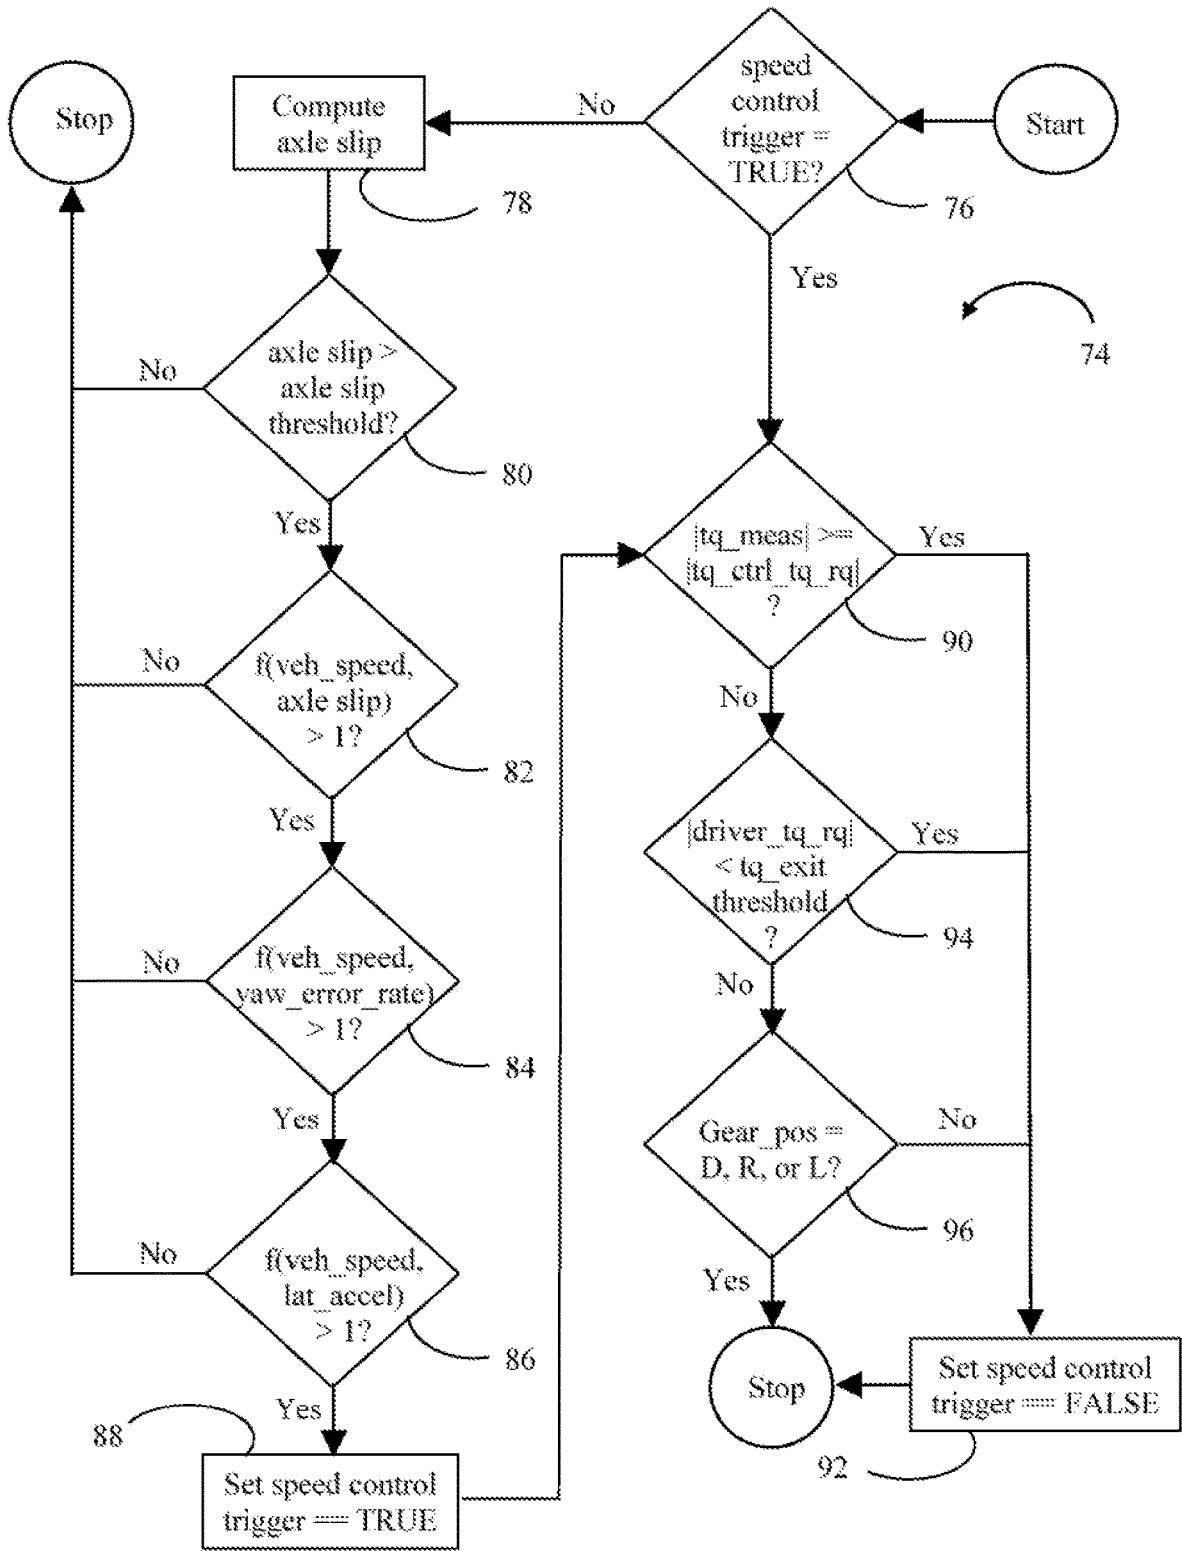 Start
speed
control
trigger =
TRUE?
76
No
Yes
74
Compute
axle slip
78
Stop
axle slip >
axle slip
threshold?
80
No
Yes
f(veh_speed,
axle slip)
> 1?
82
No
Yes
f(veh_speed,
yaw_error_rate)
> 1?
84
No
Yes
f(veh_speed,
lat_accel)
> 1?
86
No
Yes
88
Set speed control
trigger == TRUE
|tq_meas| >=
|tq_ctrl_tq_rq|
?
90
Yes
No
|driver_tq_rq|
< tq_exit
threshold
?
94
Yes
No
Gear_pos =
D, R, or L?
96
No
Yes
Stop
Set speed control
trigger == FALSE
92